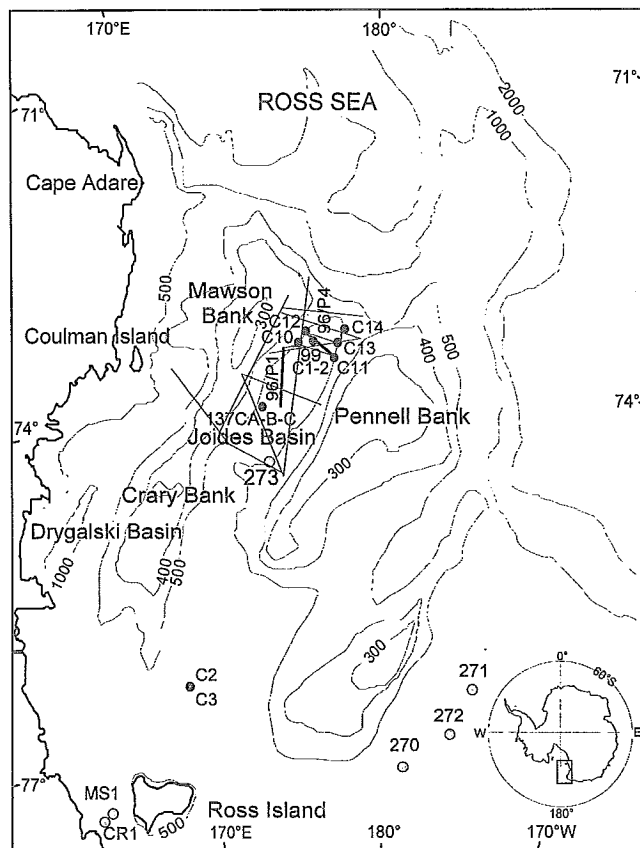 170°E
180°
71°
71°
ROSS SEA
2000
1000
Cape Adare
500
Mawson
Bank
300
96/P4
C12
C14
C10
C13
Coulman Island
99
C1-2
C11
96/P1
400
500
74°
74°
137CA-B-C
Pennell Bank
Joides Basin
273
300
Crary Bank
Drygalski Basin
1000
400
500
300
C2
C3
271
272
270
0°
60°S
W
E
77°
77°
MS1
CR1
Ross Island
500
170°E
180°
170°W